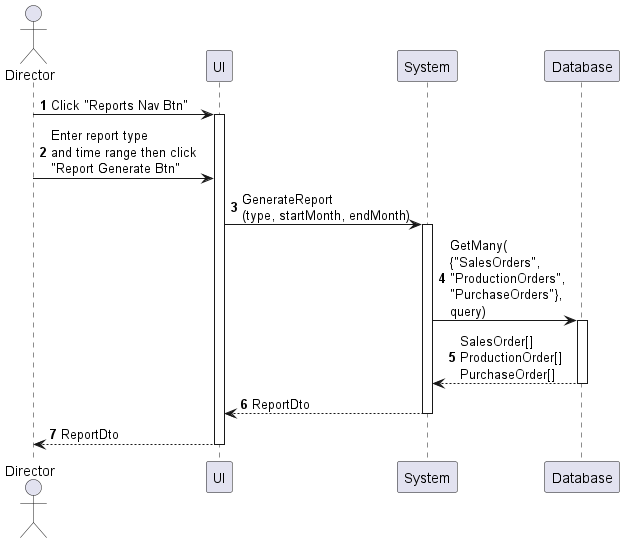 Director
UI
System
Database
1 Click "Reports Nav Btn"
Enter report type
2 and time range then click
"Report Generate Btn"
GenerateReport
3
(type, startMonth, endMonth)
GetMany(
{"SalesOrders",
4 "ProductionOrders",
"PurchaseOrders"},
query)
SalesOrder[]
5 ProductionOrder[]
PurchaseOrder[]
6 ReportDto
7 ReportDto
Director
UI
System
Database